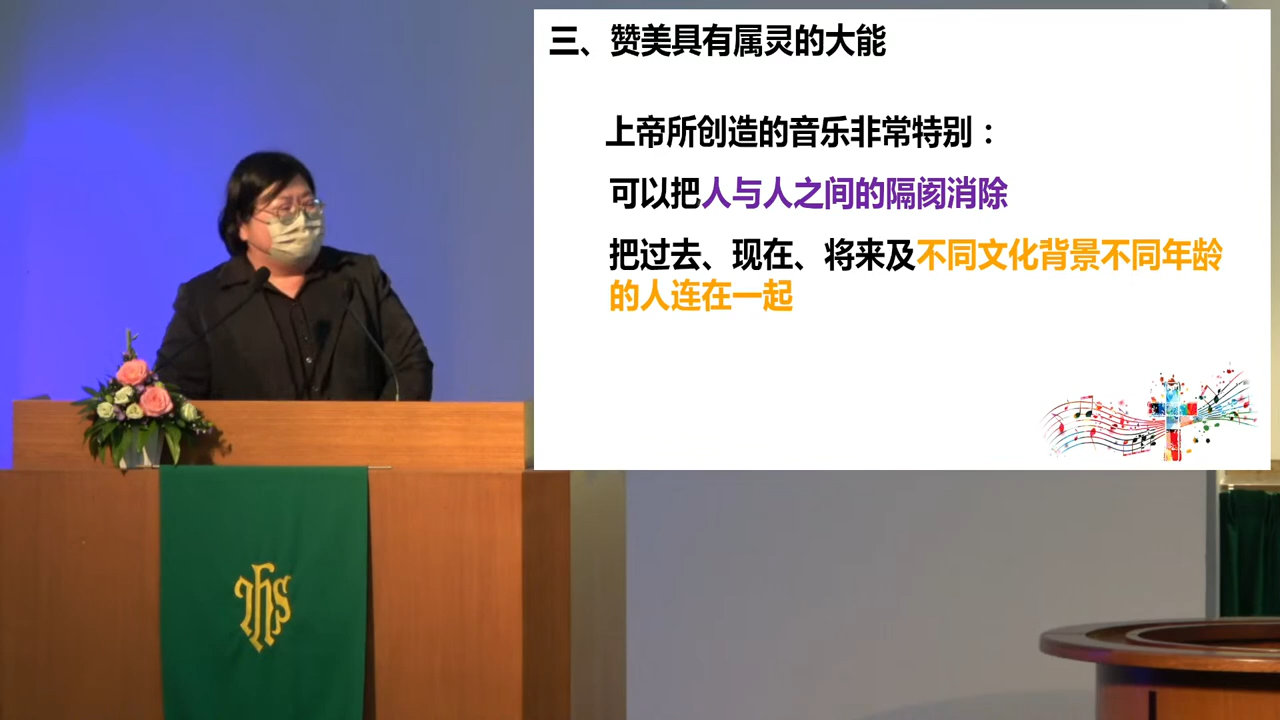 三、赞美具有属灵的大能
上帝所创造的音乐非常特别：
可以把人与人之间的隔阂消除
把过去、现在、将来及不同文化背景不同年龄
的人连在一起
IHS